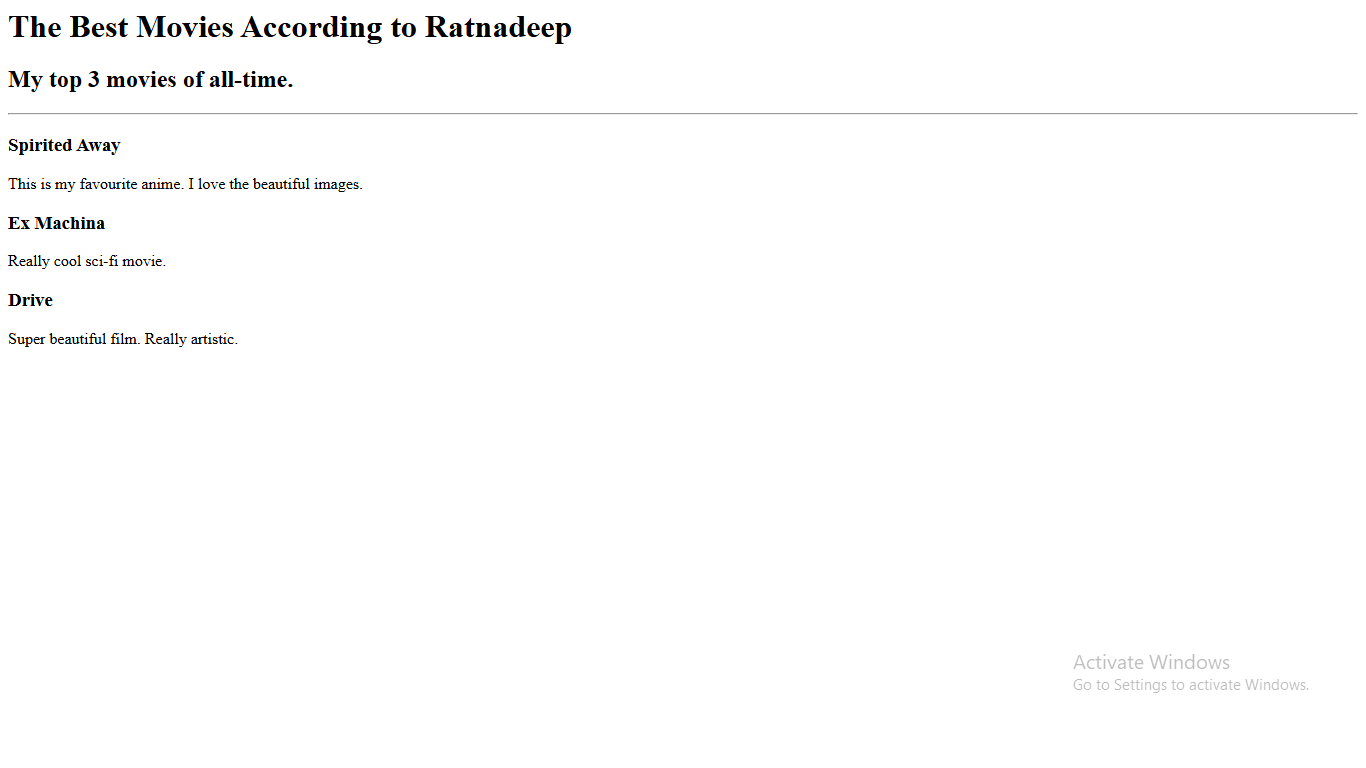 The Best Movies According to Ratnadeep
My top 3 movies of all-time.
Spirited Away
This is my favourite anime. I love the beautiful images.
Ex Machina
Really cool sci-fi movie.
Drive
Super beautiful film. Really artistic.
Activate Windows
Go to Settings to activate Windows.